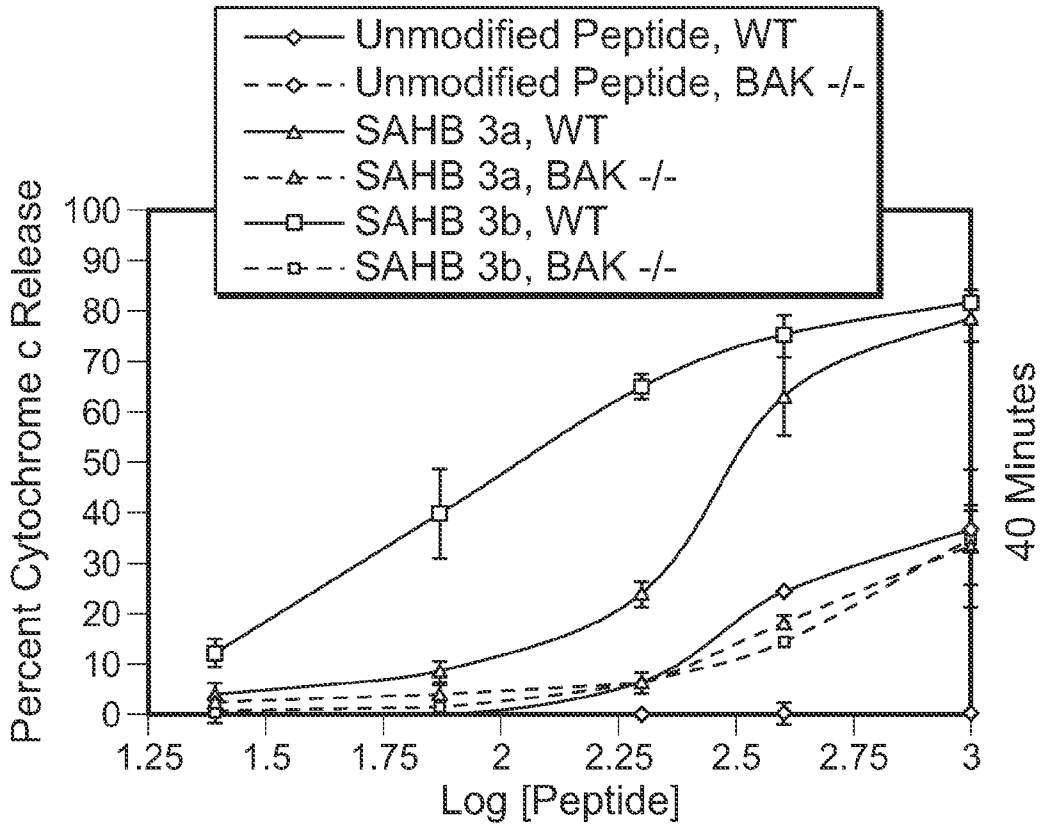 Unmodified Peptide, WT
Unmodified Peptide, BAK -/-
SAHB 3a, WT
SAHB 3a, BAK -/-
SAHB 3b, WT
SAHB 3b, BAK -/-
Percent Cytochrome c Release
100
90
80
70
60
50
40
30
20
10
0
1.25 1.5 1.75 2 2.25 2.5 2.75 3
Log [Peptide]
40 Minutes